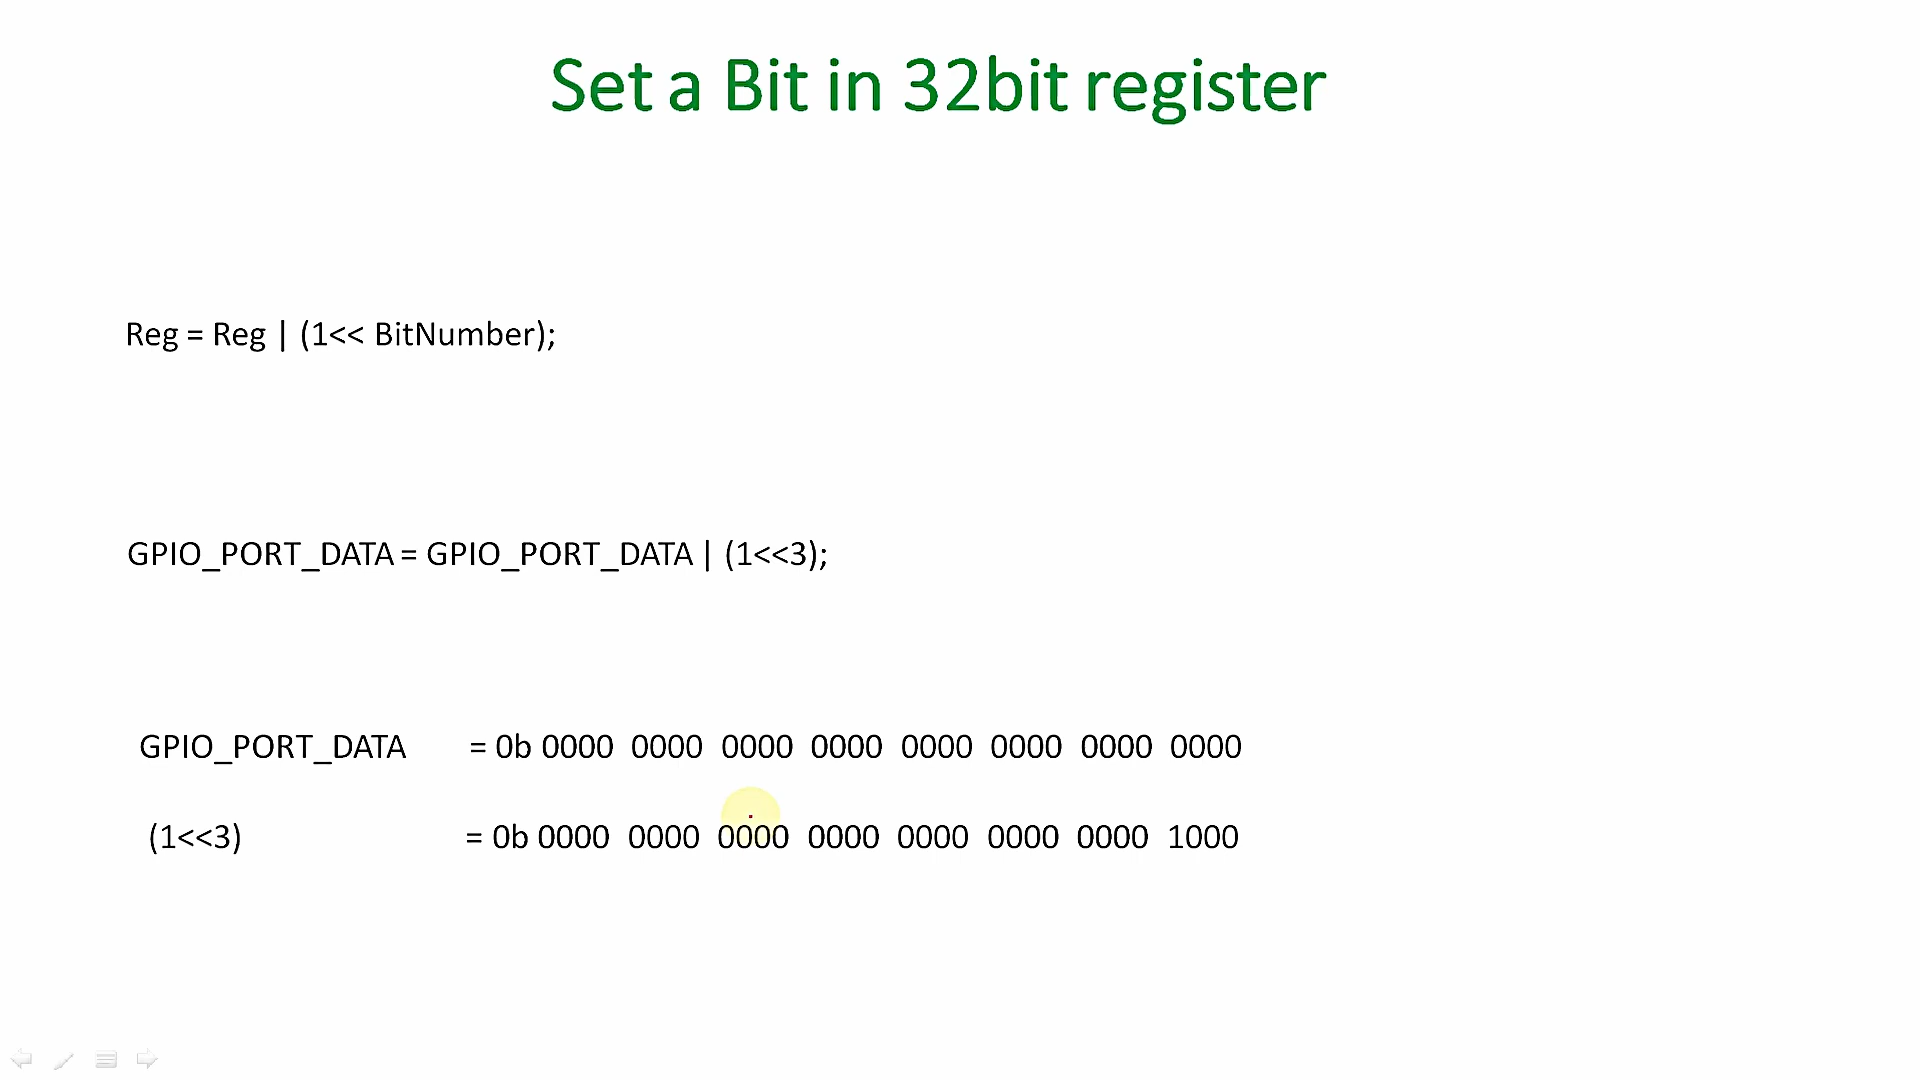 Set a Bit in 32bit register
Reg = Reg | (1<< BitNumber);
GPIO_PORT_DATA = GPIO_PORT_DATA | (1<<3);
GPIO_PORT_DATA = 0b 0000 0000 0000 0000 0000 0000 0000 0000
(1<<3) = 0b 0000 0000 0000 0000 0000 0000 0000 1000